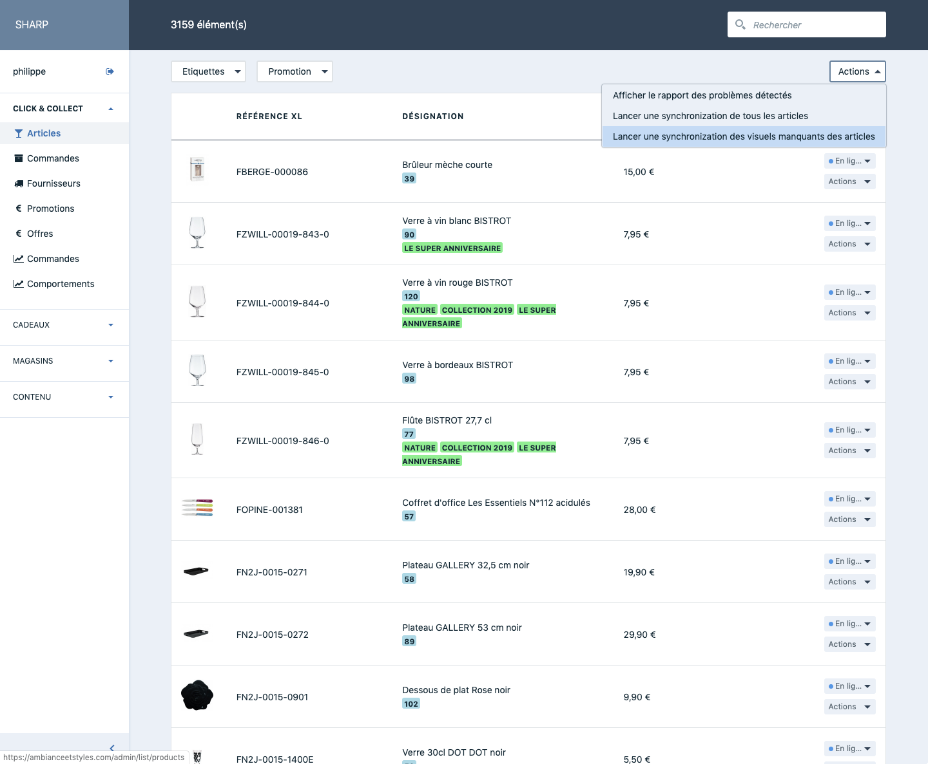 SHARP
3159 élément(s)
Rechercher
philippe
Etiquettes
Promotion
Actions
CLICK & COLLECT
Articles
Commandes
Fournisseurs
Promotions
Offres
Commandes
Comportements
CADEAUX
MAGASINS
CONTENU
Afficher le rapport des problèmes détectés
Lancer une synchronization de tous les articles
Lancer une synchronization des visuels manquants des articles
RÉFÉRENCE XL
DÉSIGNATION
FBERGE-000086
Brûleur mèche courte
39
15,00 €
En lig...
Actions
FZWILL-00019-843-0
Verre à vin blanc BISTROT
90
LE SUPER ANNIVERSAIRE
7,95 €
En lig...
Actions
FZWILL-00019-844-0
Verre à vin rouge BISTROT
120
NATURE COLLECTION 2019 LE SUPER
ANNIVERSAIRE
7,95 €
En lig...
Actions
FZWILL-00019-845-0
Verre à bordeaux BISTROT
98
7,95 €
En lig...
Actions
FZWILL-00019-846-0
Flûte BISTROT 27,7 cl
77
NATURE COLLECTION 2019 LE SUPER
ANNIVERSAIRE
7,95 €
En lig...
Actions
FOPINE-001381
Coffret d'office Les Essentiels N°112 acidulés
57
28,00 €
En lig...
Actions
FN2J-0015-0271
Plateau GALLERY 32,5 cm noir
58
19,90 €
En lig...
Actions
FN2J-0015-0272
Plateau GALLERY 53 cm noir
89
29,90 €
En lig...
Actions
FN2J-0015-0901
Dessous de plat Rose noir
102
9,90 €
En lig...
Actions
FN2J-0015-1400E
Verre 30cl DOT DOT noir
5,50 €
En lig...
https://ambianceetstyles.com/admin/list/products